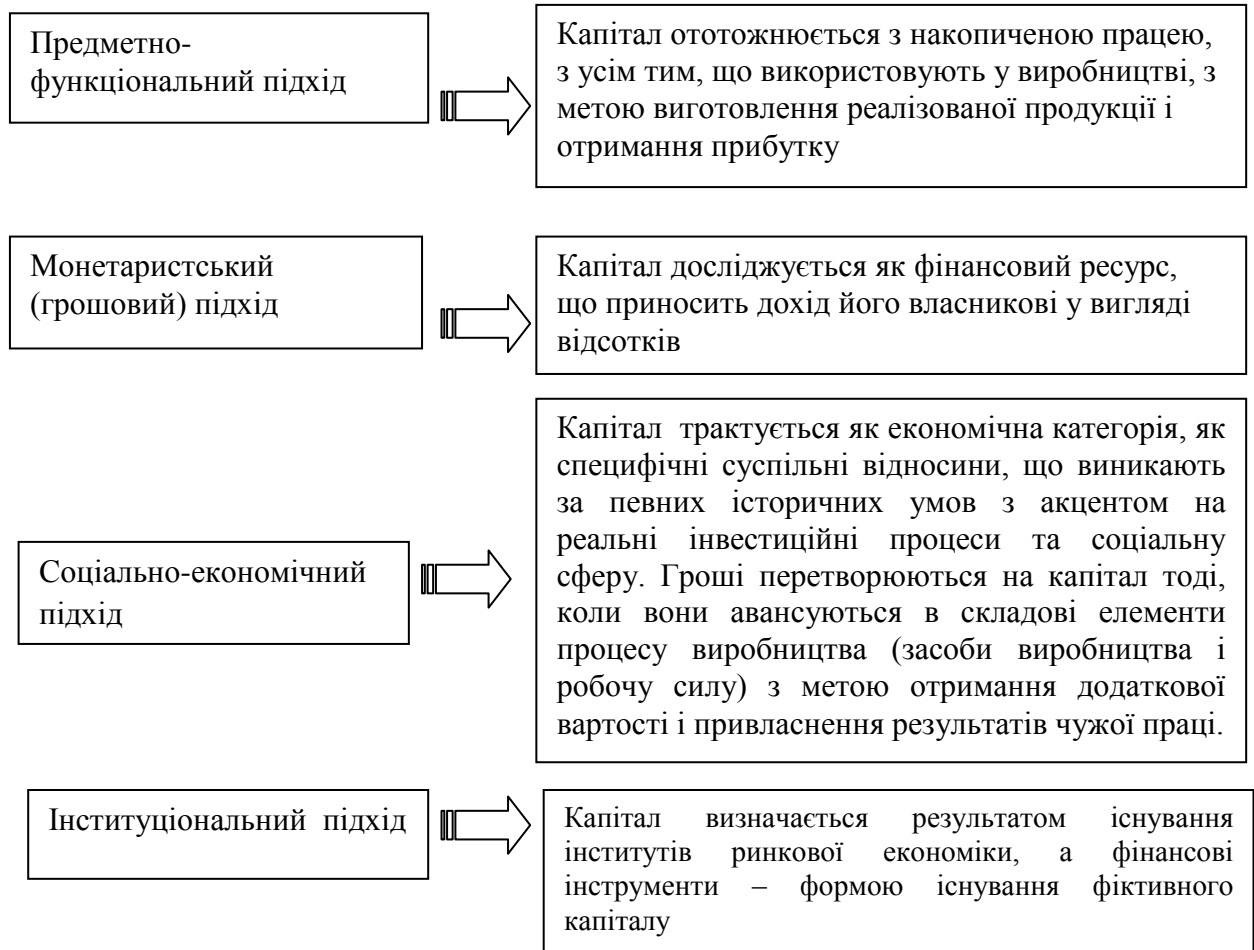 Предметно-
функціональний підхід
Капітал ототожнюється з накопиченою працею,
з усім тим, що використовують у виробництві, з
метою виготовлення реалізованої продукції і
отримання прибутку
Монетаристський
(грошовий) підхід
Капітал досліджується як фінансовий ресурс,
що приносить дохід його власникові у вигляді
відсотків
Соціально-економічний
підхід
Капітал трактується як економічна категорія, як
специфічні суспільні відносини, що виникають
за певних історичних умов з акцентом на
реальні інвестиційні процеси та соціальну
сферу. Гроші перетворюються на капітал тоді,
коли вони авансуються в складові елементи
процесу виробництва (засоби виробництва і
робочу силу) з метою отримання додаткової
вартості і привласнення результатів чужої праці.
Інституціональний підхід
Капітал визначається результатом існування
інститутів ринкової економіки, а фінансові
інструменти – формою існування фіктивного
капіталу